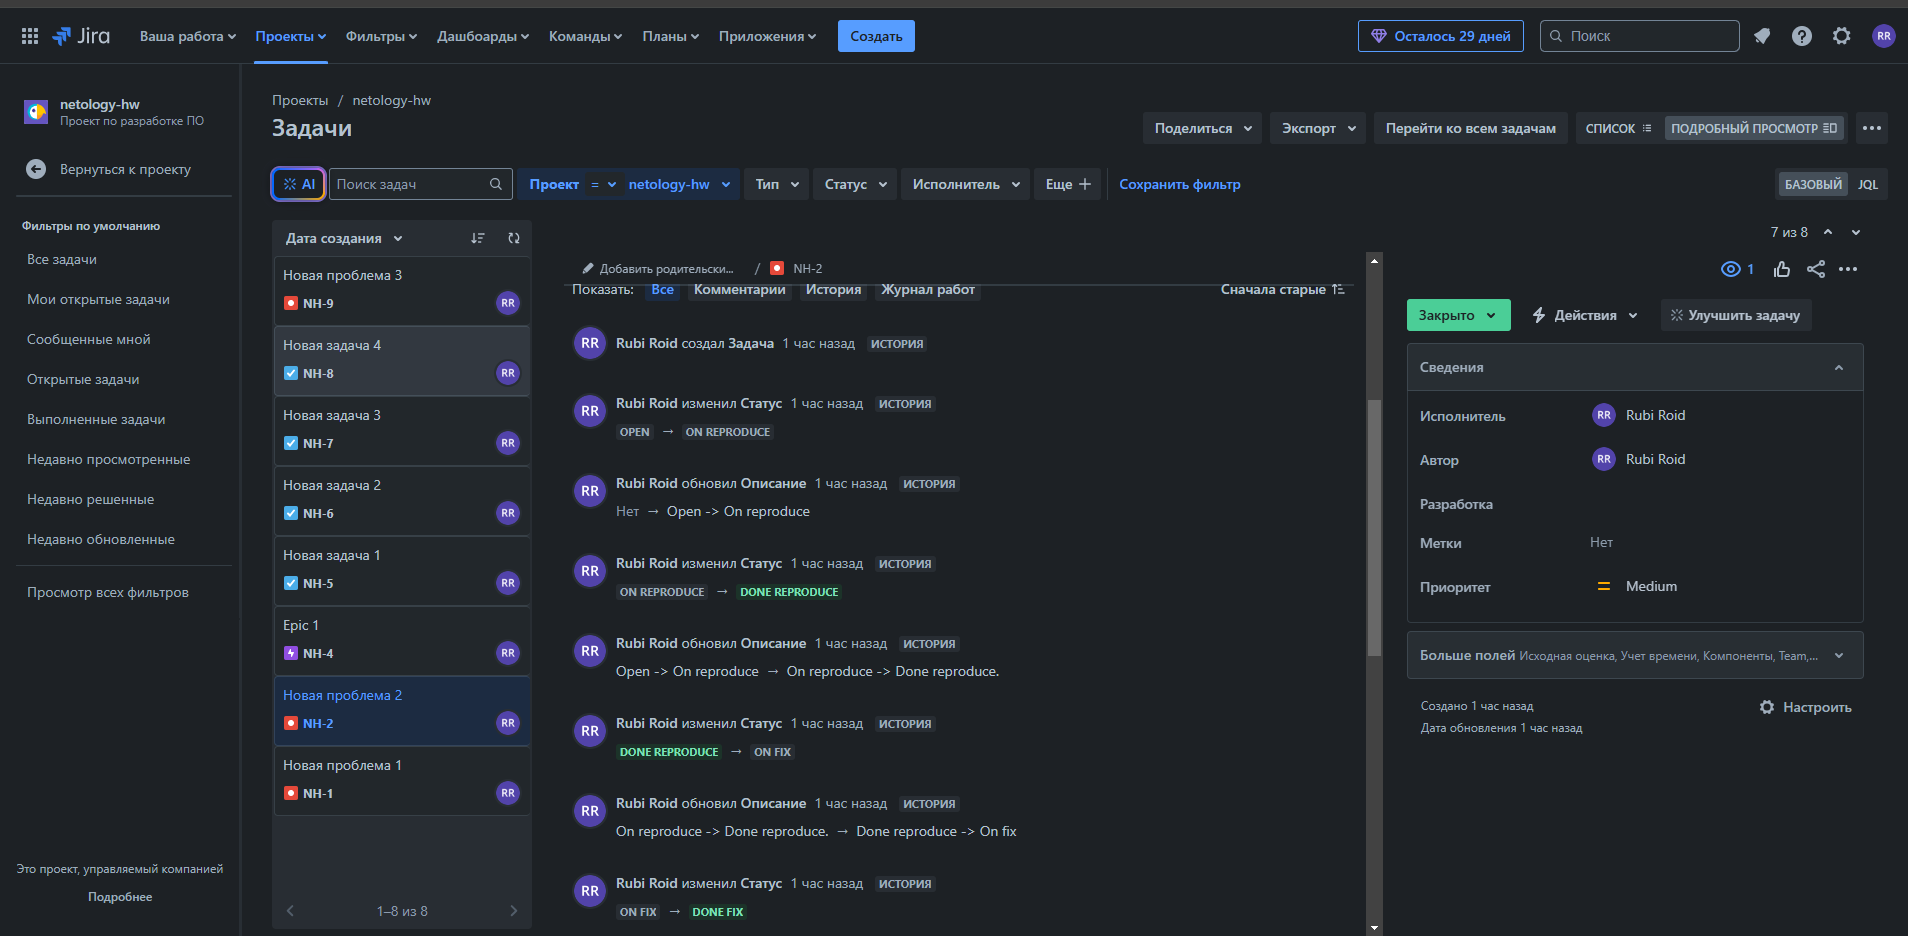 Jira
Ваша работа
Проекты
Фильтры
Дашборды
Команды
Планы
Приложения
Создать
Осталось 29 дней
Поиск
RR
netology-hw
Проект по разработке ПО
Вернуться к проекту
Фильтры по умолчанию
Все задачи
Мои открытые задачи
Сообщенные мной
Открытые задачи
Выполненные задачи
Недавно просмотренные
Недавно решенные
Недавно обновленные
Просмотр всех фильтров
Это проект, управляемый компанией
Подробнее
Проекты / netology-hw
Задачи
Поделиться
Экспорт
Перейти ко всем задачам
СПИСОК
ПОДРОБНЫЙ ПРОСМОТР
AI
Поиск задач
Проект = netology-hw
Тип
Статус
Исполнитель
Еще
Сохранить фильтр
БАЗОВЫЙ
JQL
Дата создания
Новая проблема 3
NH-9 RR
Новая задача 4
NH-8 RR
Новая задача 3
NH-7 RR
Новая задача 2
NH-6 RR
Новая задача 1
NH-5 RR
Epic 1
NH-4 RR
Новая проблема 2
NH-2 RR
Новая проблема 1
NH-1 RR
1–8 из 8
7 из 8
Добавить родительски... / NH-2
Показать: Все Комментарии История Журнал работ Сначала старые
RR Rubi Roid создал Задача 1 час назад ИСТОРИЯ
RR Rubi Roid изменил Статус 1 час назад ИСТОРИЯ
OPEN → ON REPRODUCE
RR Rubi Roid обновил Описание 1 час назад ИСТОРИЯ
Нет → Open -> On reproduce
RR Rubi Roid изменил Статус 1 час назад ИСТОРИЯ
ON REPRODUCE → DONE REPRODUCE
RR Rubi Roid обновил Описание 1 час назад ИСТОРИЯ
Open -> On reproduce → On reproduce -> Done reproduce.
RR Rubi Roid изменил Статус 1 час назад ИСТОРИЯ
DONE REPRODUCE → ON FIX
RR Rubi Roid обновил Описание 1 час назад ИСТОРИЯ
On reproduce -> Done reproduce. → Done reproduce -> On fix
RR Rubi Roid изменил Статус 1 час назад ИСТОРИЯ
ON FIX → DONE FIX
1
Закрыто
Действия
Улучшить задачу
Сведения
Исполнитель RR Rubi Roid
Автор RR Rubi Roid
Разработка
Метки Нет
Приоритет Medium
Больше полей Исходная оценка, Учет времени, Компоненты, Team,...
Создано 1 час назад
Дата обновления 1 час назад
Настроить